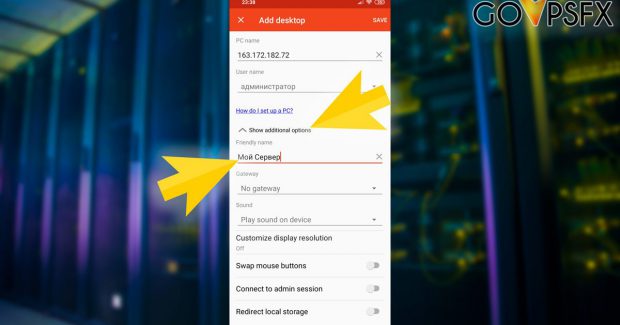 GOVPSFX
23:39
Add desktop
SAVE
PC name
163.172.182.72
User name
администратор
How do I set up a PC?
Show additional options
Friendly name
Мой Сервер
Gateway
No gateway
Sound
Play sound on device
Customize display resolution
Off
Swap mouse buttons
Connect to admin session
Redirect local storage